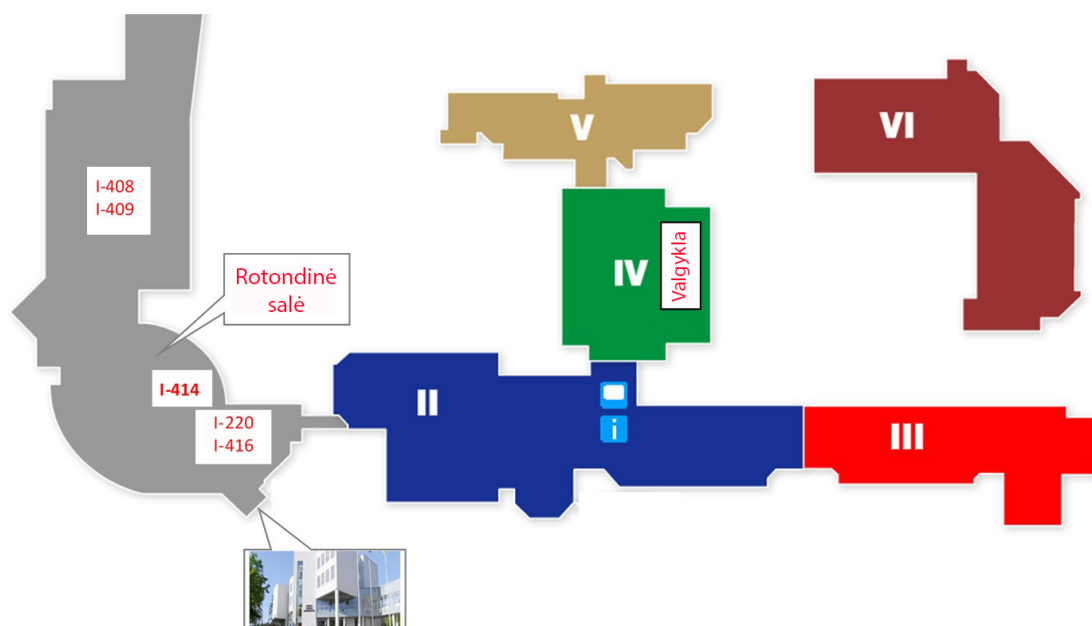 V
VI
I-408
I-409
Rotondinė
salė
IV
Valgykla
I-414
II
I-220
I-416
i
III